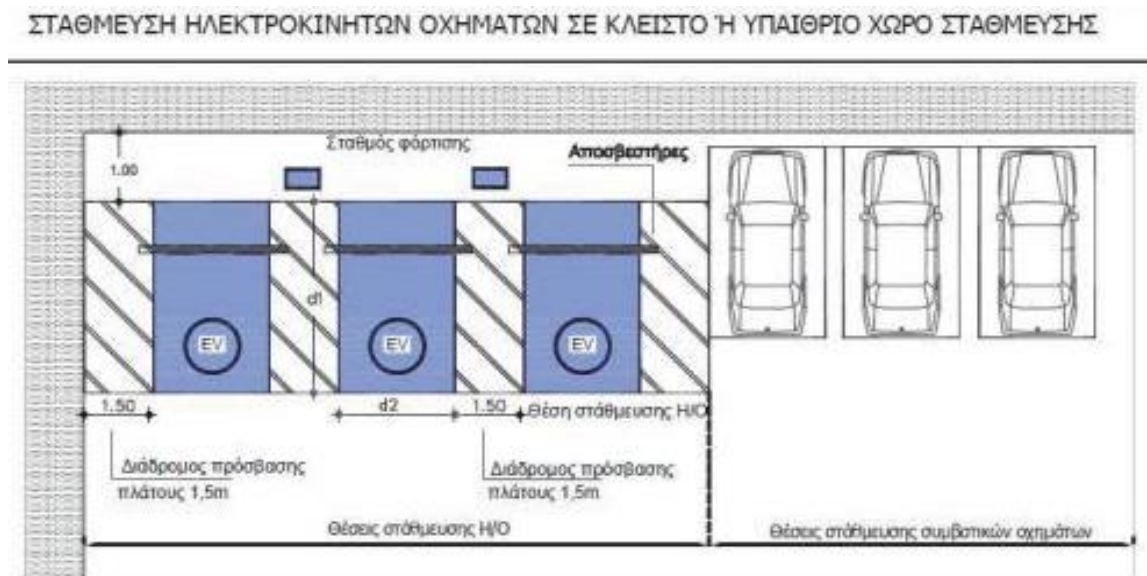 ΣΤΑΘΜΕΥΣΗ ΗΛΕΚΤΡΟΚΙΝΗΤΩΝ ΟΧΗΜΑΤΩΝ ΣΕ ΚΛΕΙΣΤΟ Ή ΥΠΑΙΘΡΙΟ ΧΩΡΟ ΣΤΑΘΜΕΥΣΗΣ
Σταθμός φόρτισης
Αποσβεστήρες
1.00
d1
EV
EV
EV
1.50
d2
1.50
Θέση στάθμευσης Η/Ο
Διάδρομος πρόσβασης
πλάτους 1,5m
Διάδρομος πρόσβασης
πλάτους 1,5m
Θέσεις στάθμευσης Η/Ο
Θέσεις στάθμευσης συμβατικών οχημάτων